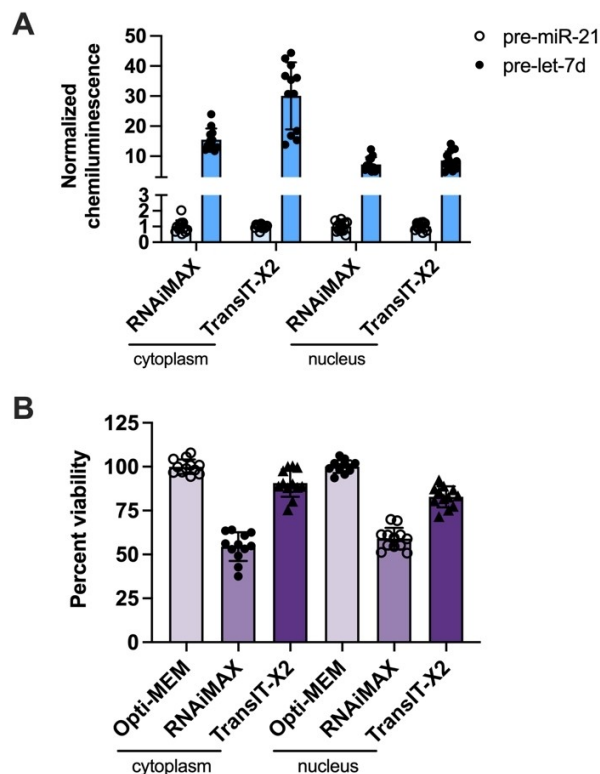 A
Normalized
chemiluminescence
50
40
30
20
10
3
2
1
0
pre-miR-21
pre-let-7d
RNAiMAX
TransIT-X2
RNAiMAX
TransIT-X2
cytoplasm
nucleus
B
Percent viability
125
100
75
50
25
0
Opti-MEM
RNAiMAX
TransIT-X2
Opti-MEM
RNAiMAX
TransIT-X2
cytoplasm
nucleus